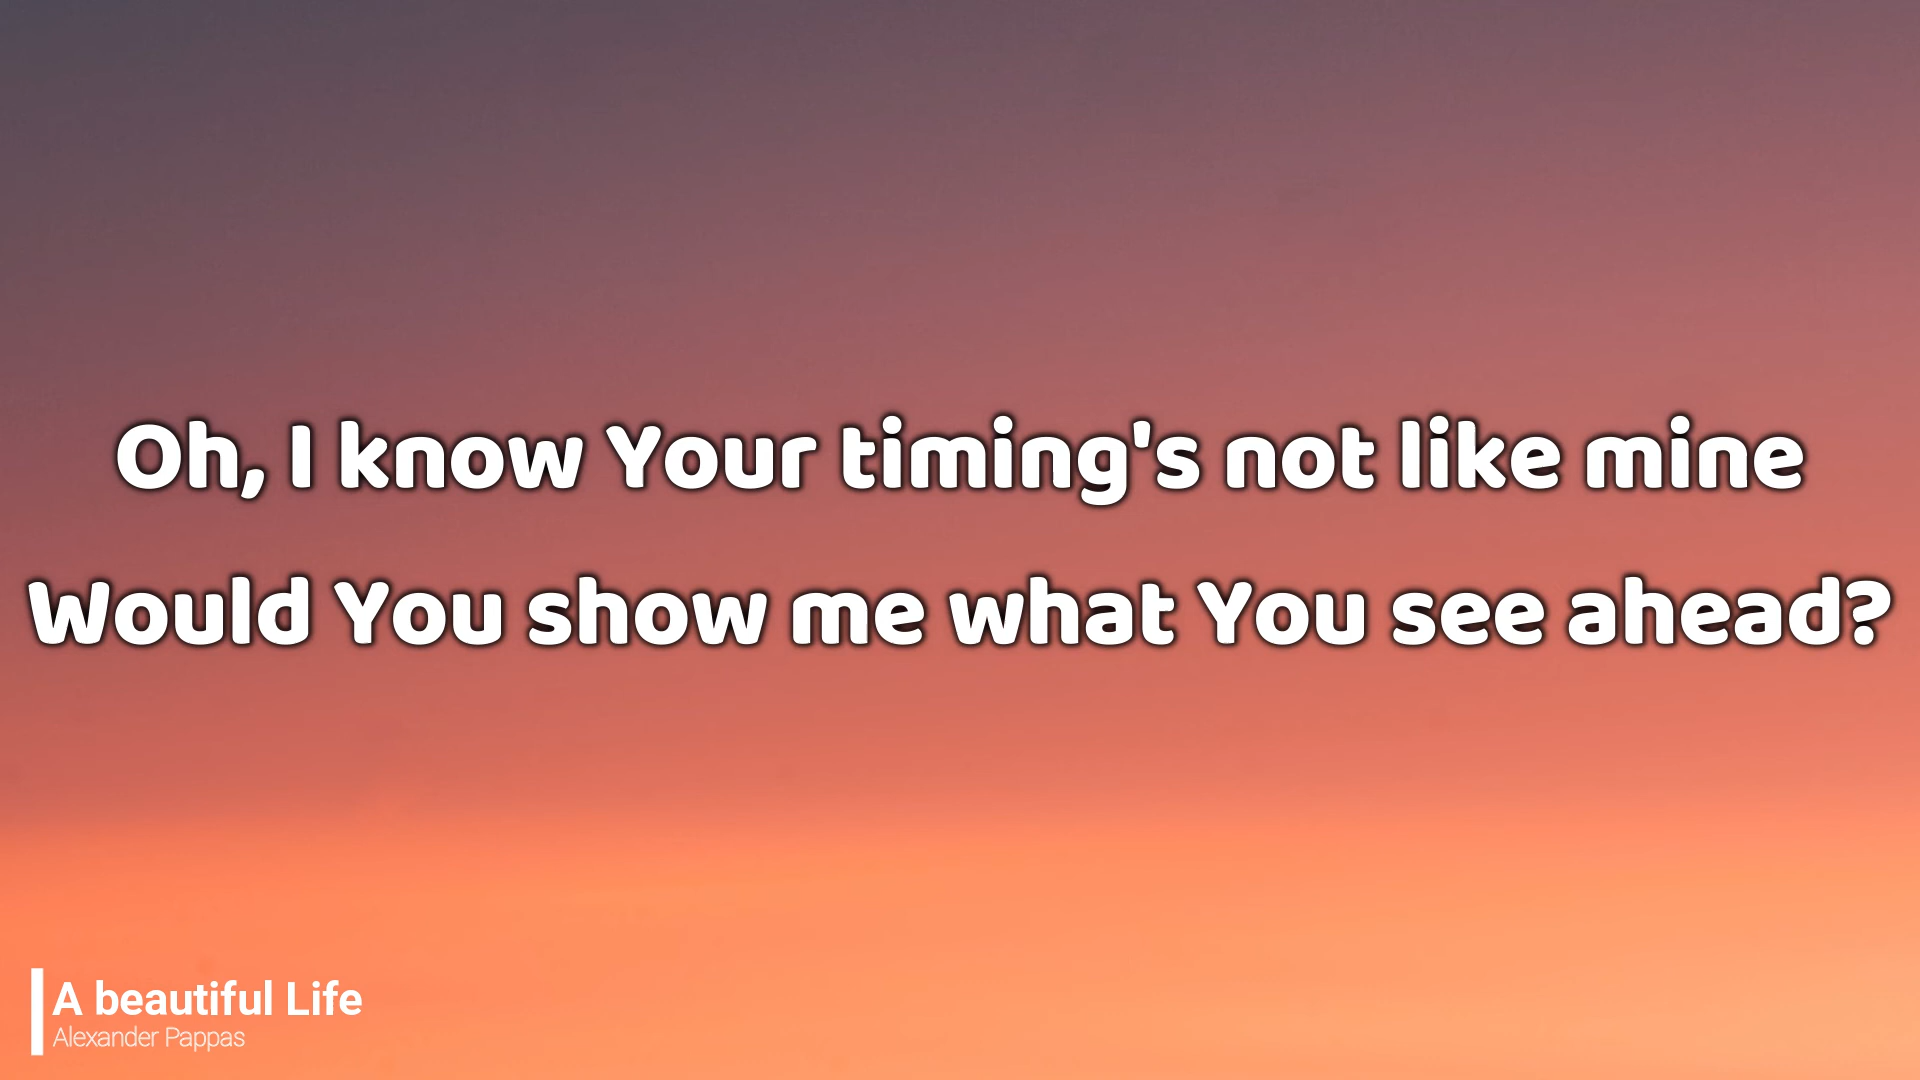 Oh, I know Your timing's not like mine
Would You show me what You see ahead?
A beautiful Life
Alexander Pappas